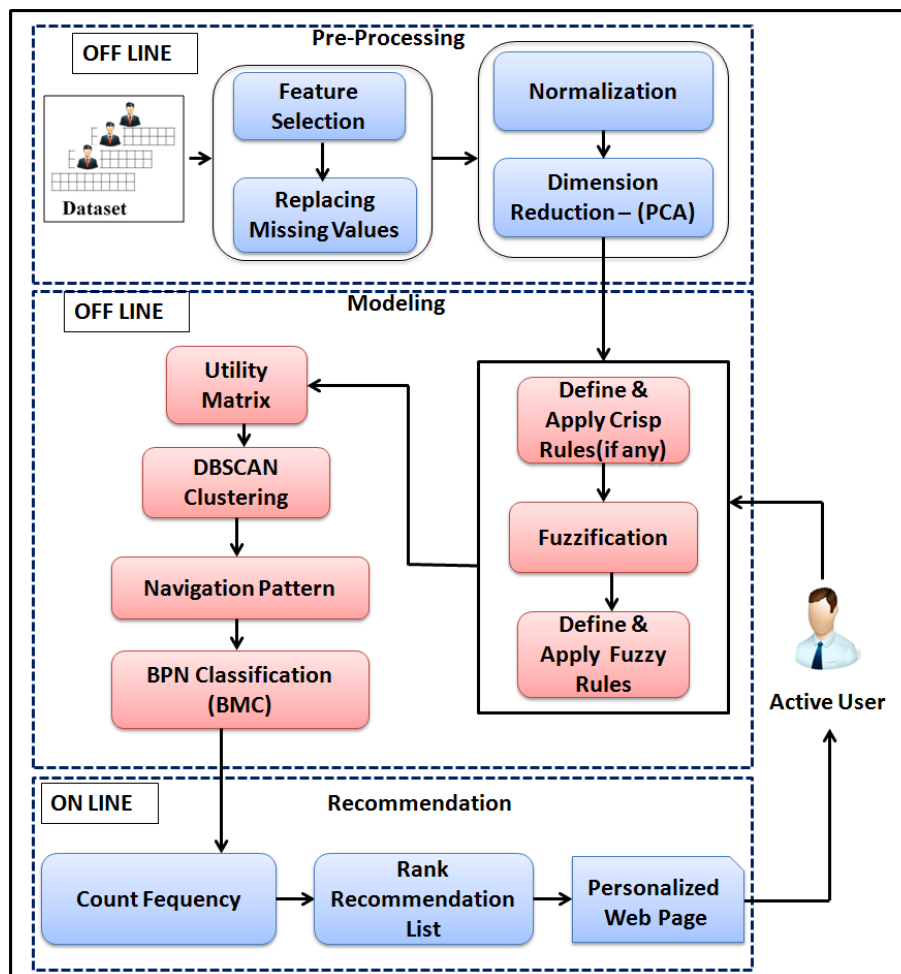 Pre-Processing
OFF LINE
Dataset
Feature
Selection
Replacing
Missing Values
Normalization
Dimension
Reduction – (PCA)
OFF LINE
Modeling
Utility
Matrix
DBSCAN
Clustering
Navigation Pattern
BPN Classification
(BMC)
Define &
Apply Crisp
Rules(if any)
Fuzzification
Define &
Apply Fuzzy
Rules
Active User
ON LINE
Recommendation
Count Fequency
Rank
Recommendation
List
Personalized
Web Page